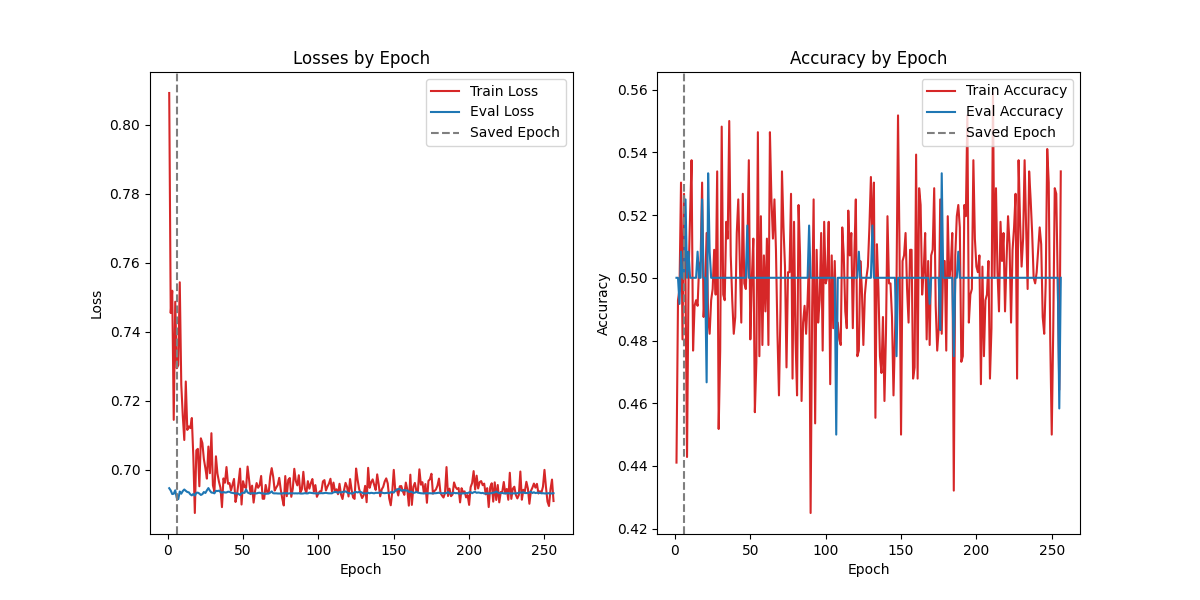 Losses by Epoch
Train Loss
Eval Loss
Saved Epoch
0.80
0.78
0.76
0.74
0.72
0.70
Loss
0
50
100
150
200
250
Epoch
Accuracy by Epoch
Train Accuracy
Eval Accuracy
Saved Epoch
0.56
0.54
0.52
0.50
0.48
0.46
0.44
0.42
Accuracy
0
50
100
150
200
250
Epoch